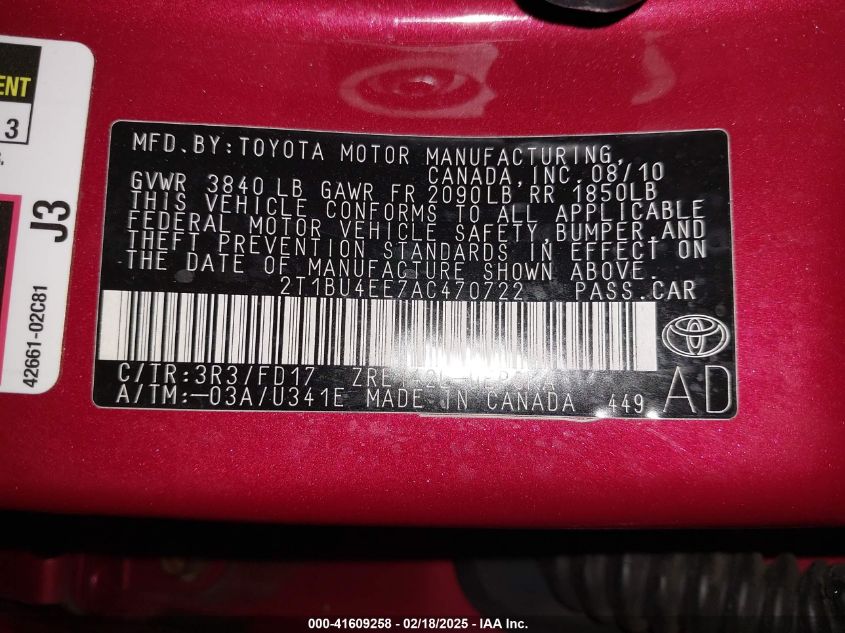 ENT
3
J3
42661-02C81
MFD.BY:TOYOTA MOTOR MANUFACTURING,
CANADA,INC.08/10
GVWR 3840 LB GAWR FR 2090LB RR 1850LB
THIS VEHICLE CONFORMS TO ALL APPLICABLE
FEDERAL MOTOR VEHICLE SAFETY,BUMPER,AND
THEFT PREVENTION STANDARDS IN EFFECT ON
THE DATE OF MANUFACTURE SHOWN ABOVE.
2T1BU4EE7AC470722 PASS.CAR
C/TR:3R3/FD17
A/TM:-03A/U341E MADE IN CANADA 449
AD
000-41609258 - 02/18/2025 - IAA Inc.